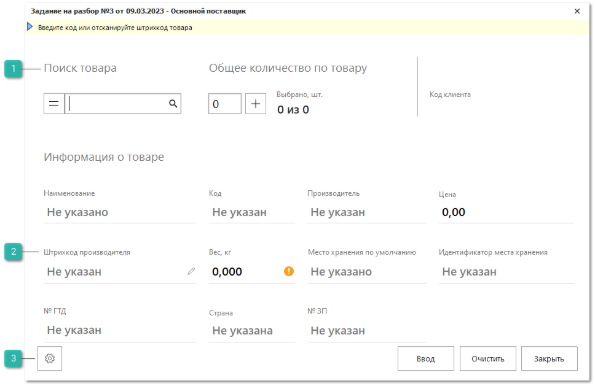 Задание на разбор №3 от 09.03.2023 - Основной поставщик
Введите код или отсканируйте штрихкод товара
1 Поиск товара Общее количество по товару
Выбрано, шт. Код клиента
0 0 из 0
Информация о товаре
Наименование Код Производитель Цена
Не указано Не указан Не указан 0,00
2 Штрихкод производителя Вес, кг Место хранения по умолчанию Идентификатор места хранения
Не указан 0,000 Не указано Не указан
№ ГТД Страна № ЗП
Не указан Не указана Не указан
3 Ввод Очистить Закрыть